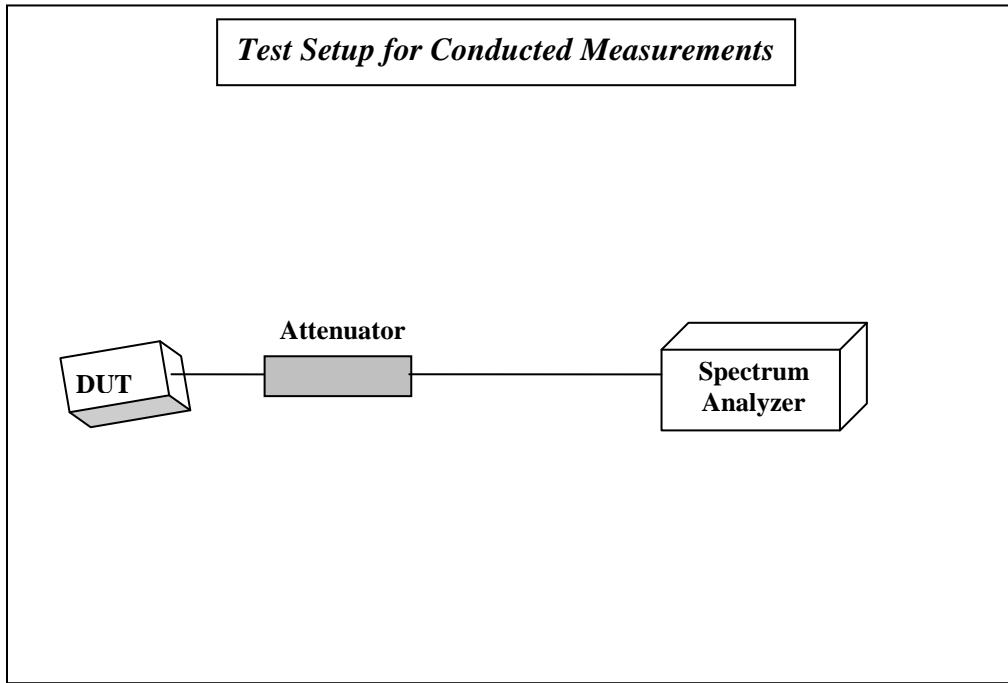 Test Setup for Conducted Measurements
Attenuator
DUT
Spectrum
Analyzer